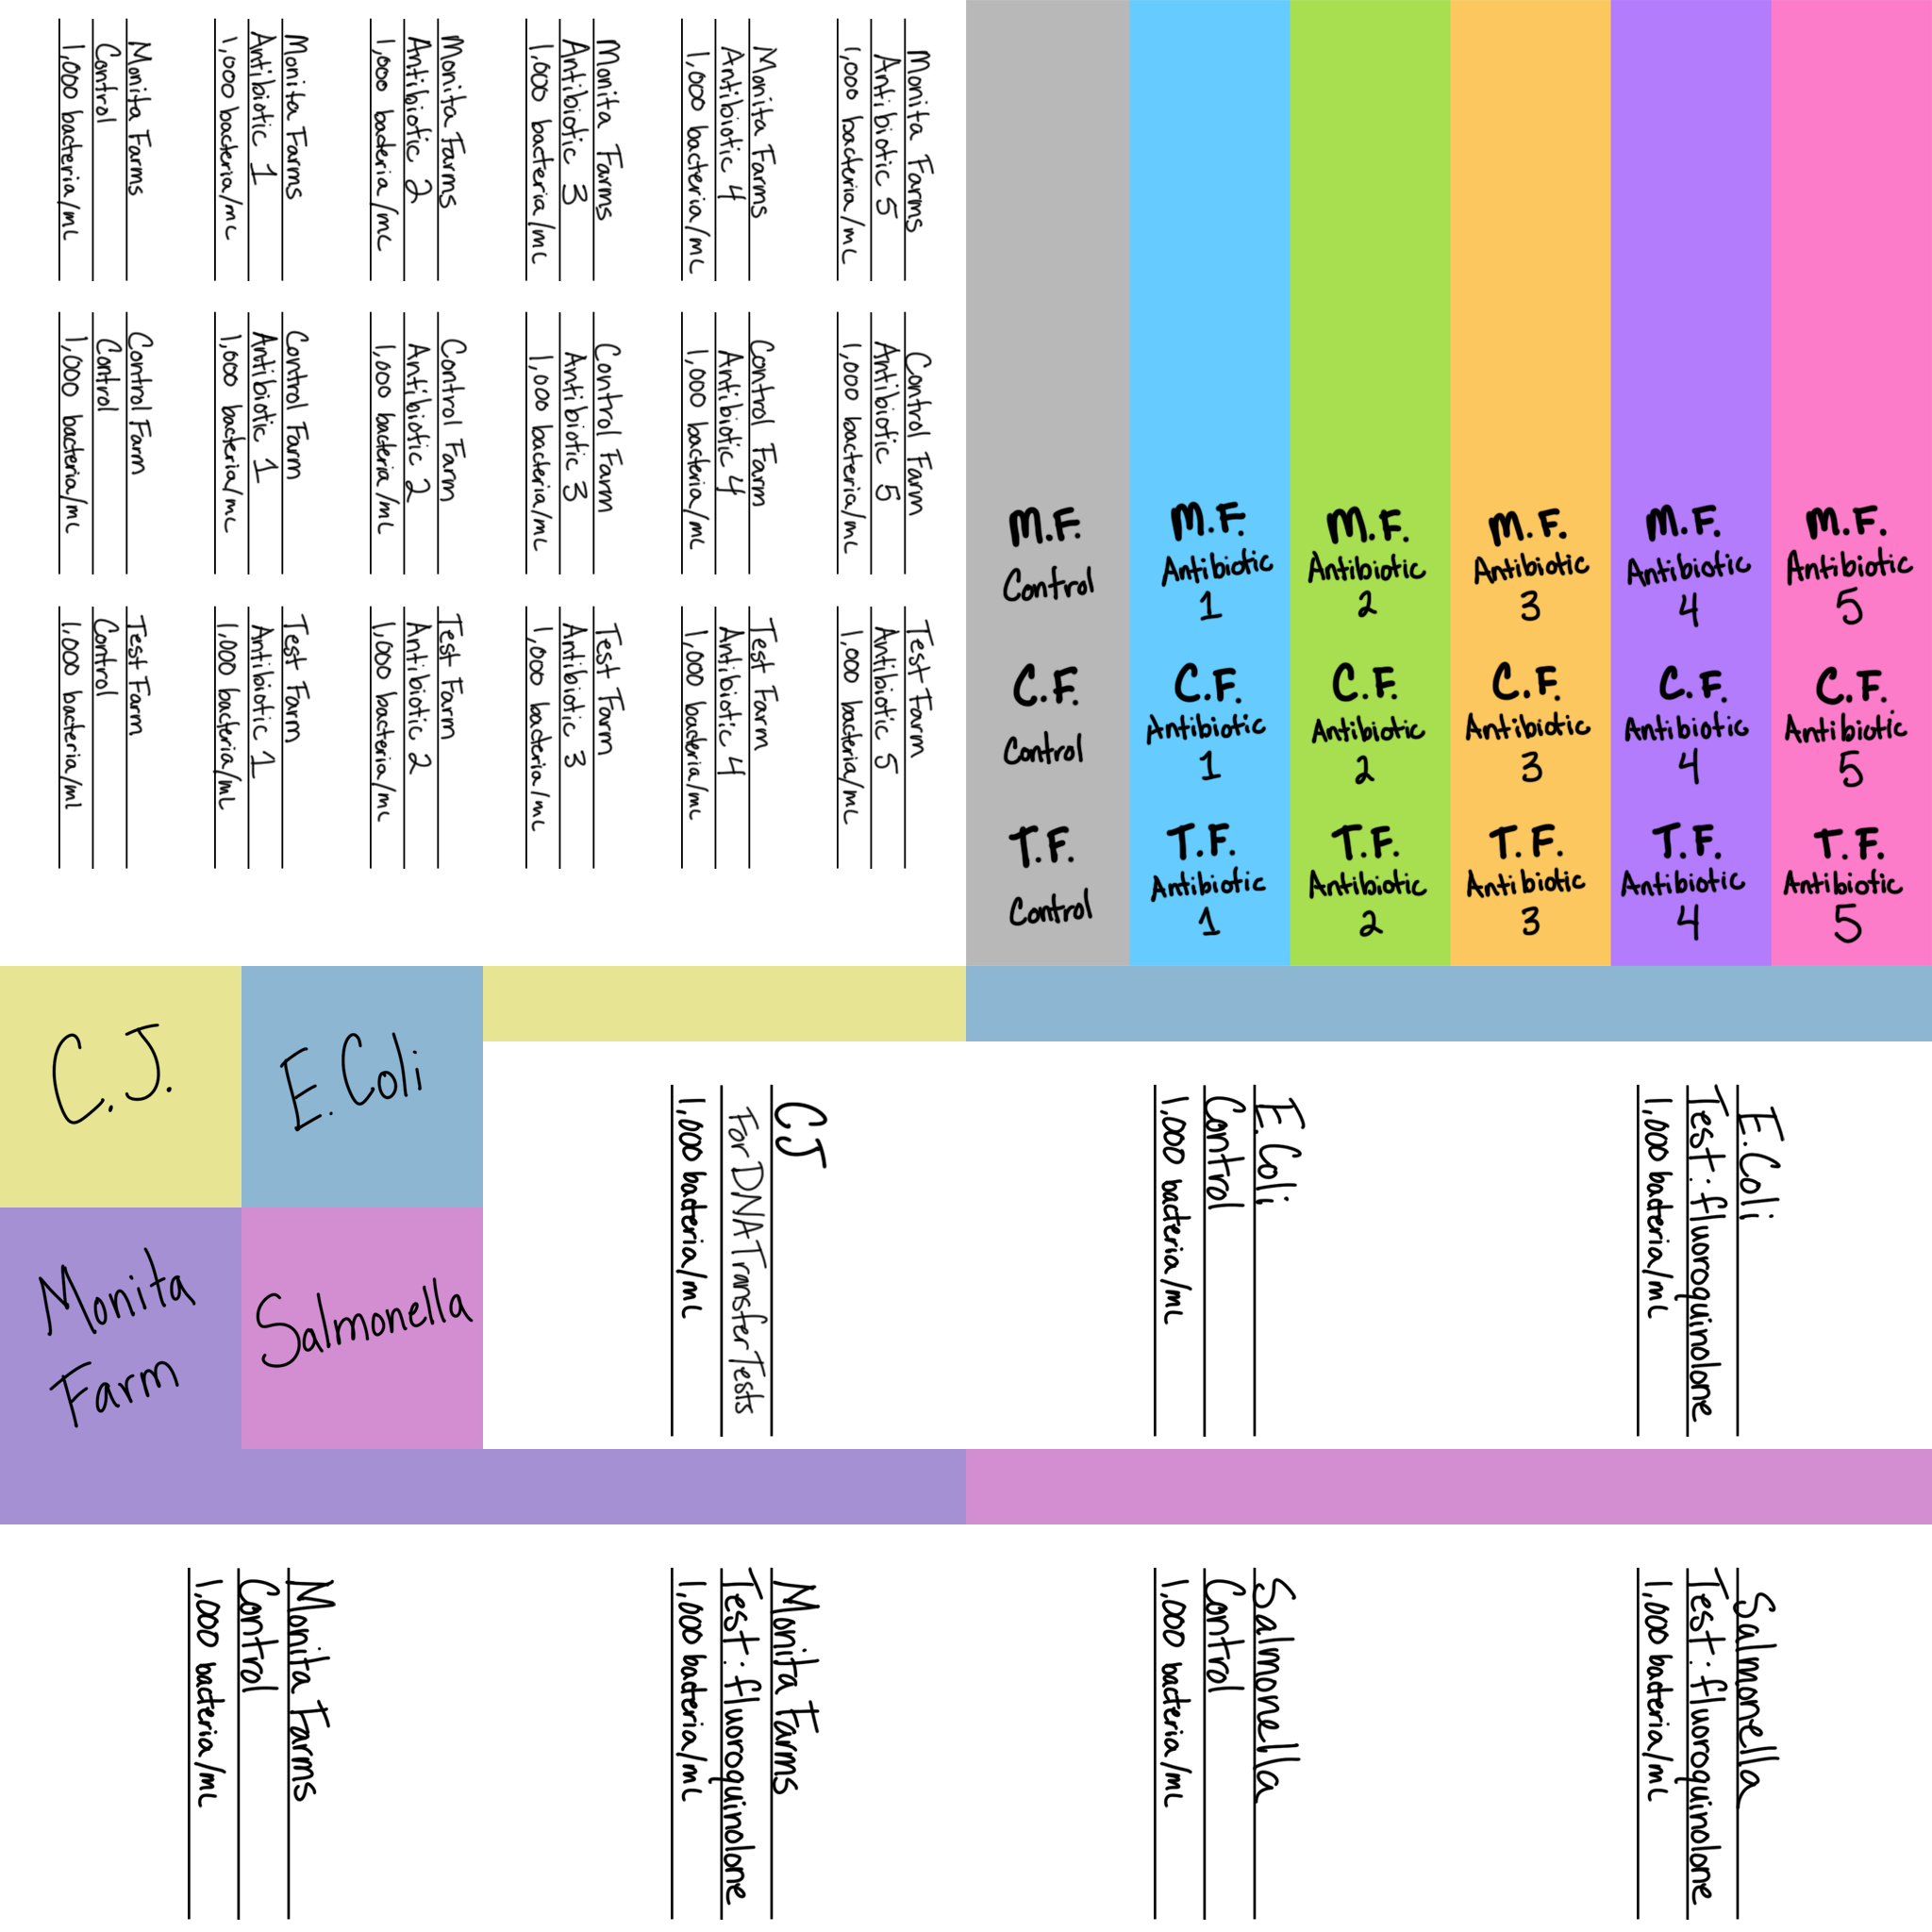 Monita Farms
Control
1,000 bacteria/mL
Monita Farms
Antibiotic 1
1,000 bacteria/mL
Monita Farms
Antibiotic 2
1,000 bacteria/mL
Monita Farms
Antibiotic 3
1,000 bacteria/mL
Monita Farms
Antibiotic 4
1,000 bacteria/mL
Monita Farms
Antibiotic 5
1,000 bacteria/mL
Control Farm
Control
1,000 bacteria/mL
Control Farm
Antibiotic 1
1,000 bacteria/mL
Control Farm
Antibiotic 2
1,000 bacteria/mL
Control Farm
Antibiotic 3
1,000 bacteria/mL
Control Farm
Antibiotic 4
1,000 bacteria/mL
Control Farm
Antibiotic 5
1,000 bacteria/mL
Test Farm
Control
1,000 bacteria/ml
Test Farm
Antibiotic 1
1,000 bacteria/mL
Test Farm
Antibiotic 2
1,000 bacteria/mL
Test Farm
Antibiotic 3
1,000 bacteria/mL
Test Farm
Antibiotic 4
1,000 bacteria/mL
Test Farm
Antibiotic 5
1,000 bacteria/mL
M.F.
Control
M.F.
Antibiotic
1
M.F.
Antibiotic
2
M.F.
Antibiotic
3
M.F.
Antibiotic
4
M.F.
Antibiotic
5
C.F.
Control
C.F.
Antibiotic
1
C.F.
Antibiotic
2
C.F.
Antibiotic
3
C.F.
Antibiotic
4
C.F.
Antibiotic
5
T.F.
Control
T.F.
Antibiotic
1
T.F.
Antibiotic
2
T.F.
Antibiotic
3
T.F.
Antibiotic
4
T.F.
Antibiotic
5
C.J.
E.Coli
Monita
Farm
Salmonella
CJ
For DNA Transfer Tests
1,000 bacteria/mL
E.Coli
Control
1,000 bacteria/mL
E.Coli
Test: fluoroquinolone
1,000 bacteria/mL
Monita Farms
Control
1,000 bacteria/mL
Monita Farms
Test: fluoroquinolone
1,000 bacteria/mL
Salmonella
Control
1,000 bacteria/mL
Salmonella
Test: fluoroquinolone
1,000 bacteria/mL